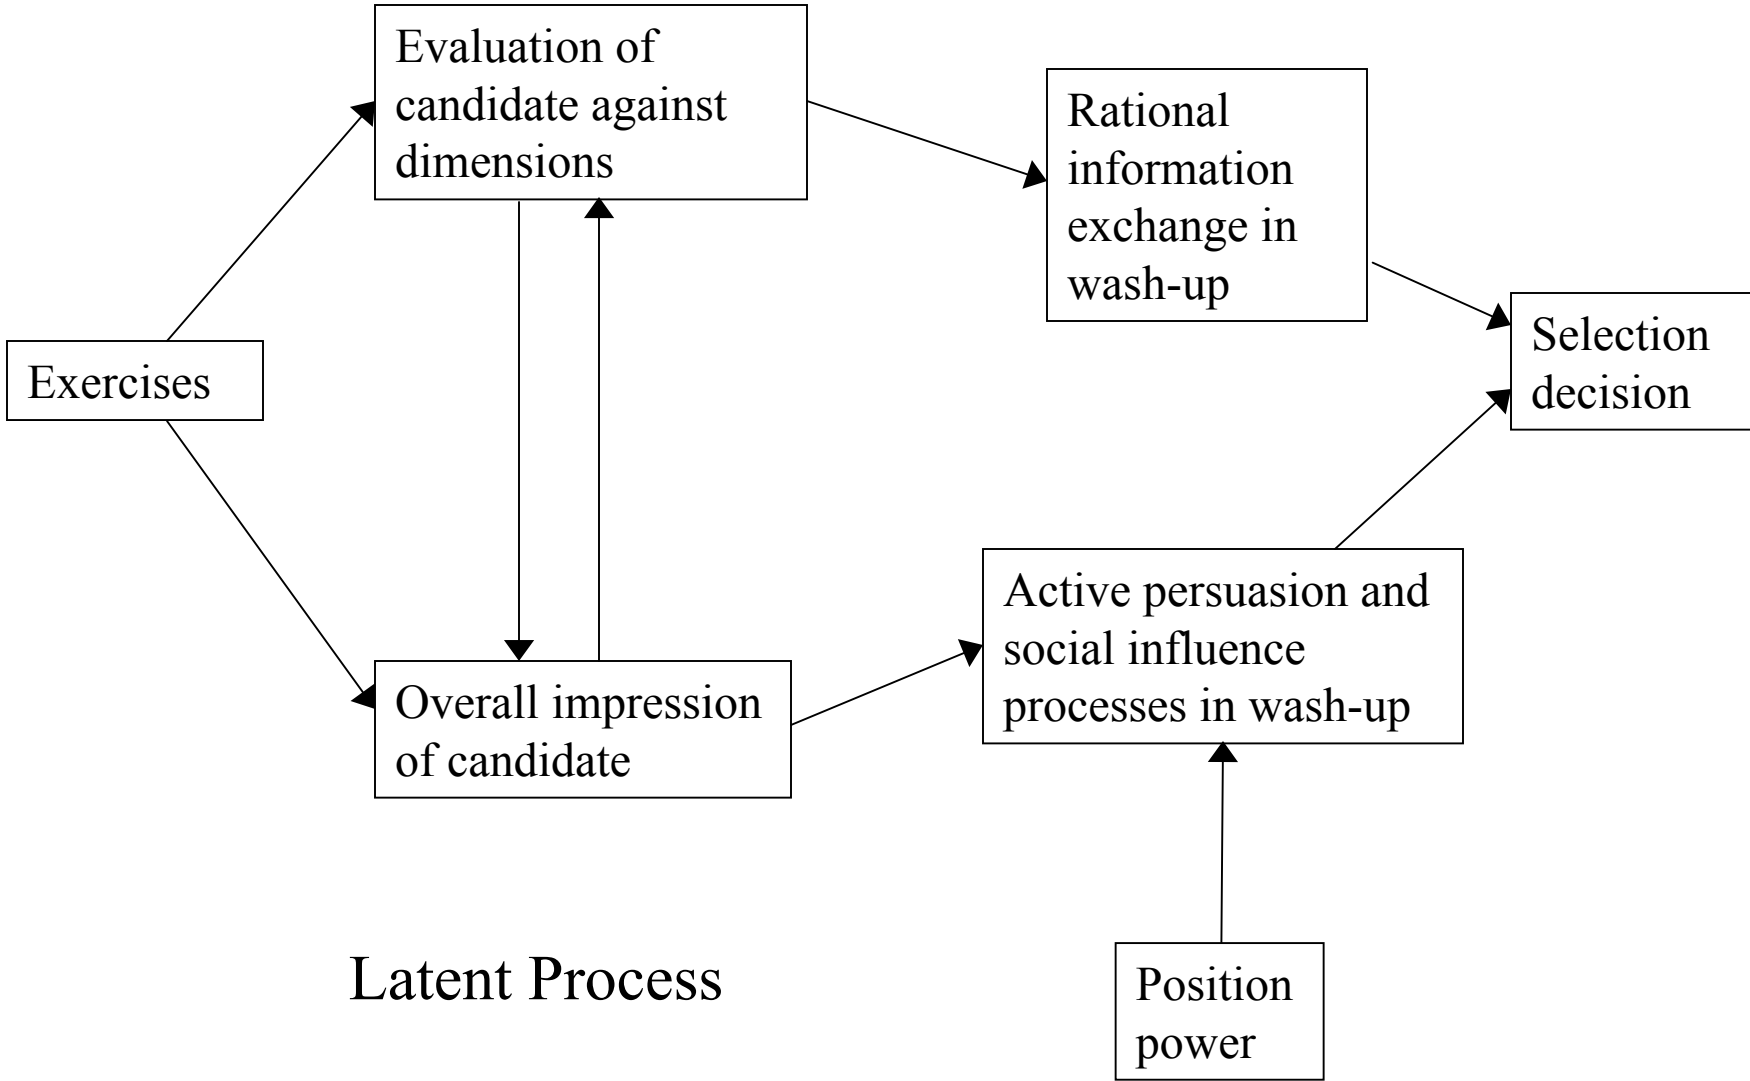 Evaluation of
candidate against
dimensions
Rational
information
exchange in
wash-up
Selection
decision
Exercises
Active persuasion and
social influence
processes in wash-up
Overall impression
of candidate
Latent Process
Position
power